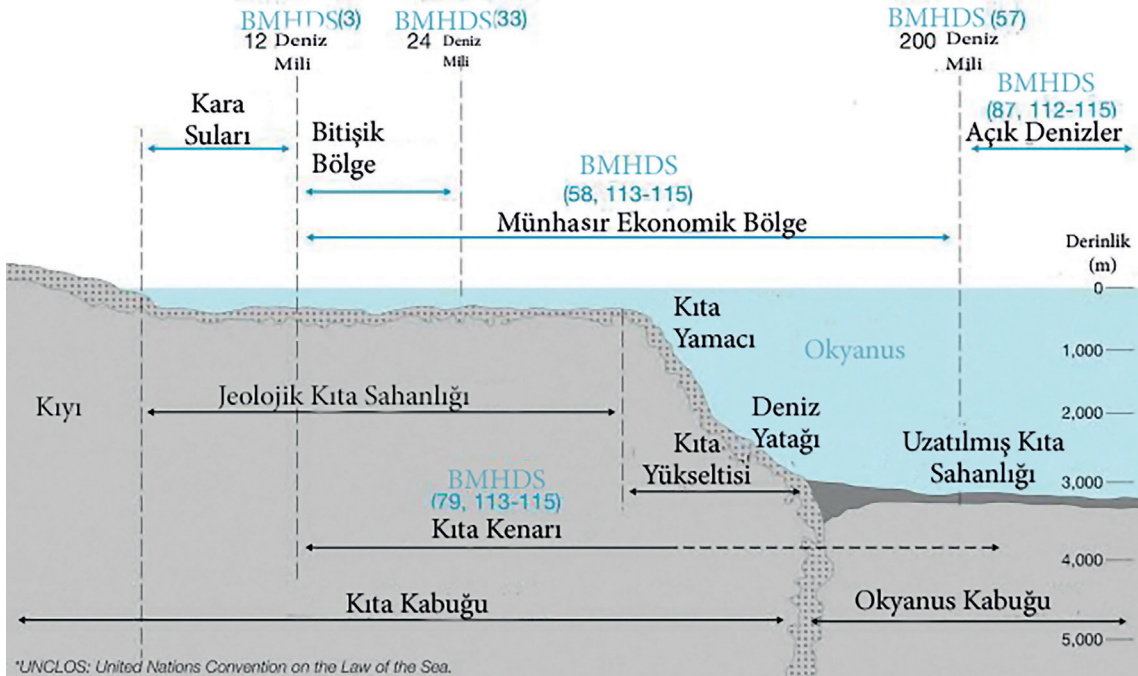 BMHDS(3)
12 Deniz
Mili
BMHDS(33)
24 Deniz
Mili
BMHDS (57)
200 Deniz
Mili
BMHDS
(87, 112-115)
Açık Denizler
Kara
Suları
Bitişik
Bölge
BMHDS
(58, 113-115)
Münhasır Ekonomik Bölge
Derinlik
(m)
0
1,000
2,000
3,000
4,000
5,000
Kıta
Yamacı
Okyanus
Kıyı
Jeolojik Kıta Sahanlığı
Deniz
Yatağı
Kıta
Yükseltisi
Uzatılmış Kıta
Sahanlığı
BMHDS
(79, 113-115)
Kıta Kenarı
Kıta Kabuğu
Okyanus Kabuğu
*UNCLOS: United Nations Convention on the Law of the Sea.